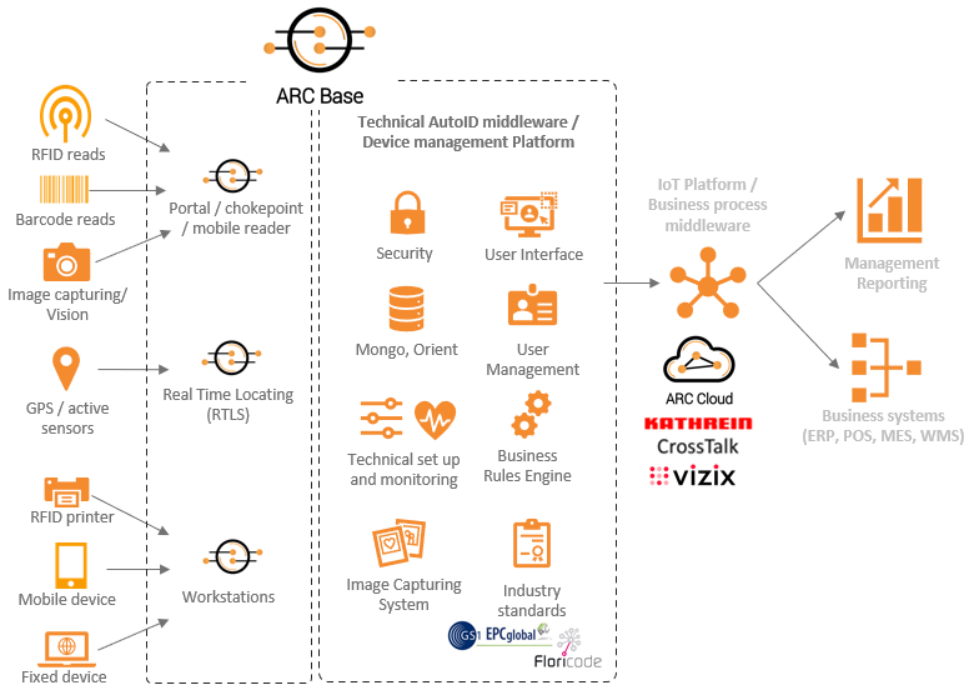 ARC Base
RFID reads
Barcode reads
Image capturing/
Vision
GPS / active
sensors
RFID printer
Mobile device
Fixed device
Portal / chokepoint
/ mobile reader
Real Time Locating
(RTLS)
Workstations
Technical AutoID middleware /
Device management Platform
Security
User Interface
Mongo, Orient
User
Management
Technical set up
and monitoring
Business
Rules Engine
Image Capturing
System
Industry
standards
GS1 EPCglobal
Floricode
IoT Platform /
Business process
middleware
ARC Cloud
KATHREIN
CrossTalk
vizix
Management
Reporting
Business systems
(ERP, POS, MES, WMS)